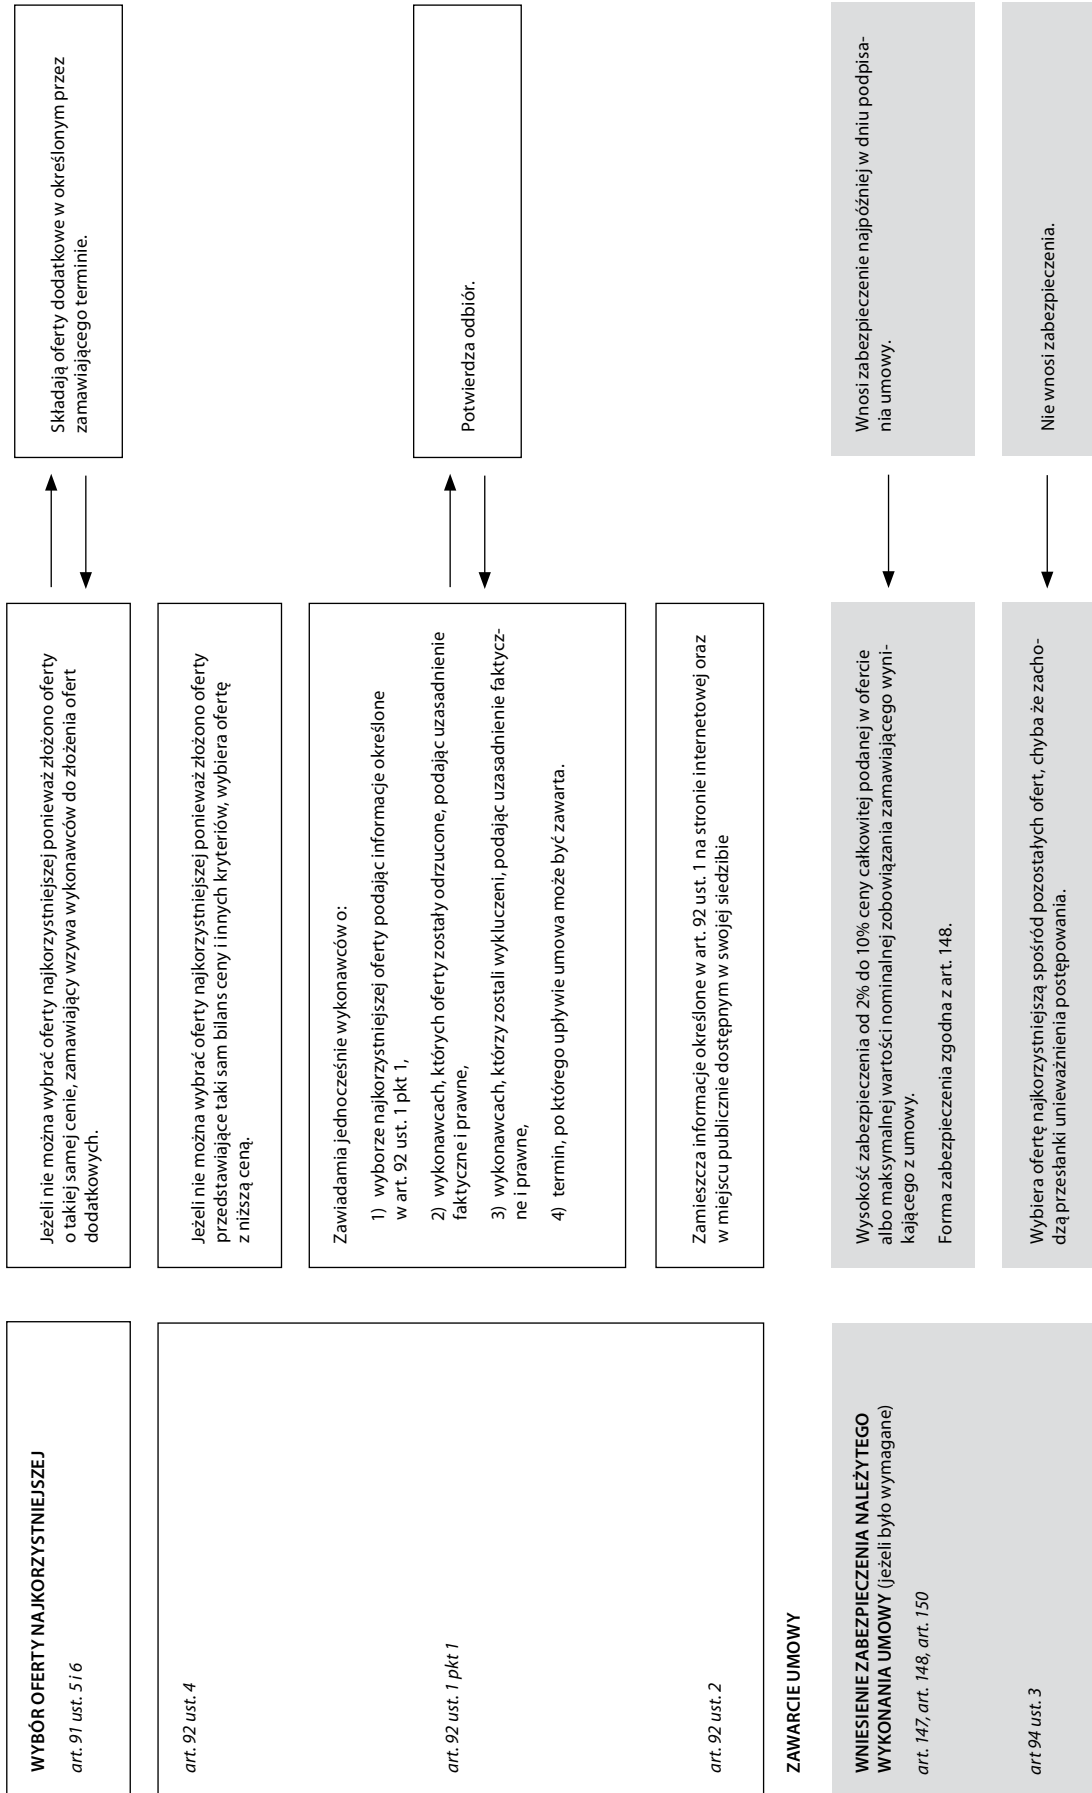 WYBÓR OFERTY NAJKORZYSTNIEJSZEJ
art. 91 ust. 5 i 6
Jeżeli nie można wybrać oferty najkorzystniejszej ponieważ złożono oferty
o takiej samej cenie, zamawiający wzywa wykonawców do złożenia ofert
dodatkowych.
Składają oferty dodatkowe w określonym przez
zamawiającego terminie.
art. 92 ust. 4
Jeżeli nie można wybrać oferty najkorzystniejszej ponieważ złożono oferty
przedstawiające taki sam bilans ceny i innych kryteriów, wybiera ofertę
z niższą ceną.
art. 92 ust. 1 pkt 1
Zawiadamia jednocześnie wykonawców o:
1) wyborze najkorzystniejszej oferty podając informacje określone
w art. 92 ust. 1 pkt 1,
2) wykonawcach, których oferty zostały odrzucone, podając uzasadnienie
faktyczne i prawne,
3) wykonawcach, którzy zostali wykluczeni, podając uzasadnienie faktycz-
ne i prawne,
4) termin, po którego upływie umowa może być zawarta.
Potwierdza odbiór.
art. 92 ust. 2
Zamieszcza informacje określone w art. 92 ust. 1 na stronie internetowej oraz
w miejscu publicznie dostępnym w swojej siedzibie
ZAWARCIE UMOWY
WNIESIENIE ZABEZPIECZENIA NALEŻYTEGO
WYKONANIA UMOWY (jeżeli było wymagane)
art. 147, art. 148, art. 150
Wysokość zabezpieczenia od 2% do 10% ceny całkowitej podanej w ofercie
albo maksymalnej wartości nominalnej zobowiązania zamawiającego wyni-
kającego z umowy.
Forma zabezpieczenia zgodna z art. 148.
Wnosi zabezpieczenie najpóźniej w dniu podpisa-
nia umowy.
art 94 ust. 3
Wybiera ofertę najkorzystniejszą spośród pozostałych ofert, chyba że zacho-
dzą przesłanki unieważnienia postępowania.
Nie wnosi zabezpieczenia.